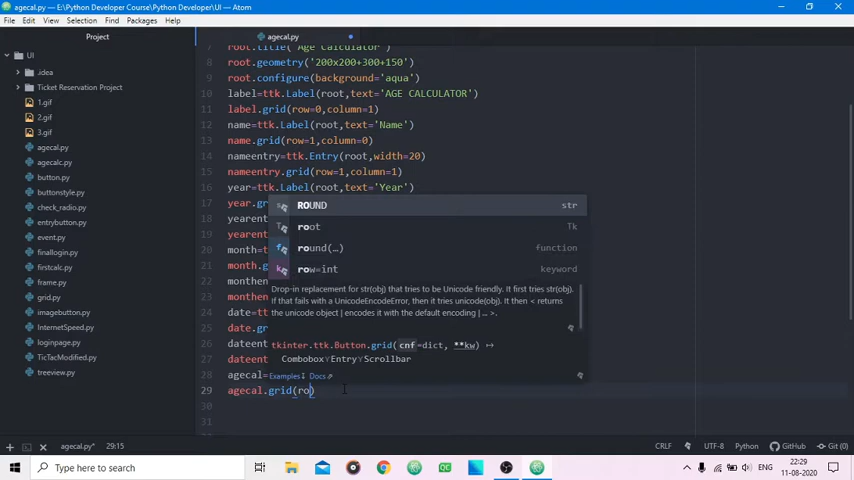 agecal.py — E:\Python Developer Course\Python Developer Course\UI — Atom
File Edit View Selection Find Packages Help
Project
agecal.py
UI
.idea
Ticket Reservation Project
1.gif
2.gif
3.gif
agecal.py
agecalc.py
button.py
buttonstyle.py
co_radio.py
entrybutton.py
event.py
finallogin.py
firstcalc.py
frame.py
grid.py
imagebutton.py
InternetSpeed.py
loginpage.py
TicTacModified.py
treeview.py
7 root.title('Age Calculator')
8 root.geometry('200x200+300+150')
9 root.configure(background='aqua')
10 label=ttk.Label(root,text='AGE CALCULATOR')
11 label.grid(row=0,column=1)
12 name=ttk.Label(root,text='Name')
13 name.grid(row=1,column=0)
14 nameentry=ttk.Entry(root,width=20)
15 nameentry.grid(row=1,column=1)
16 year=ttk.Label(root,text='Year')
17 year.gr
18 yearent
19 yearent
20 month=t
21 month.g
22 monthen
23 monthen
24 date=tt
25 date.gr
26 dateent
27 dateent
28 agecal=
29 agecal.grid(ro)
30
31
ROUND str
root Tk
round(…) function
row=int keyword
Drop-in replacement for str(obj) that tries to be Unicode friendly. It first tries str(obj).
If that fails with a UnicodeEncodeError, then it tries unicode(obj). It then < returns
the unicode object | encodes it with the default encoding | ... >.
tkinter.ttk.Button.grid(cnf=dict, **kw) ↦
Combobox⋎Entry⋎Scrollbar
Examples Docs
agecal.py* 29:15 CRLF UTF-8 Python GitHub Git (0)
Type here to search
ENG
22:29
11-08-2020